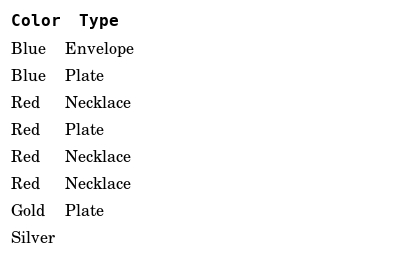 Color Type
Blue Envelope
Blue Plate
Red Necklace
Red Plate
Red Necklace
Red Necklace
Gold Plate
Silver